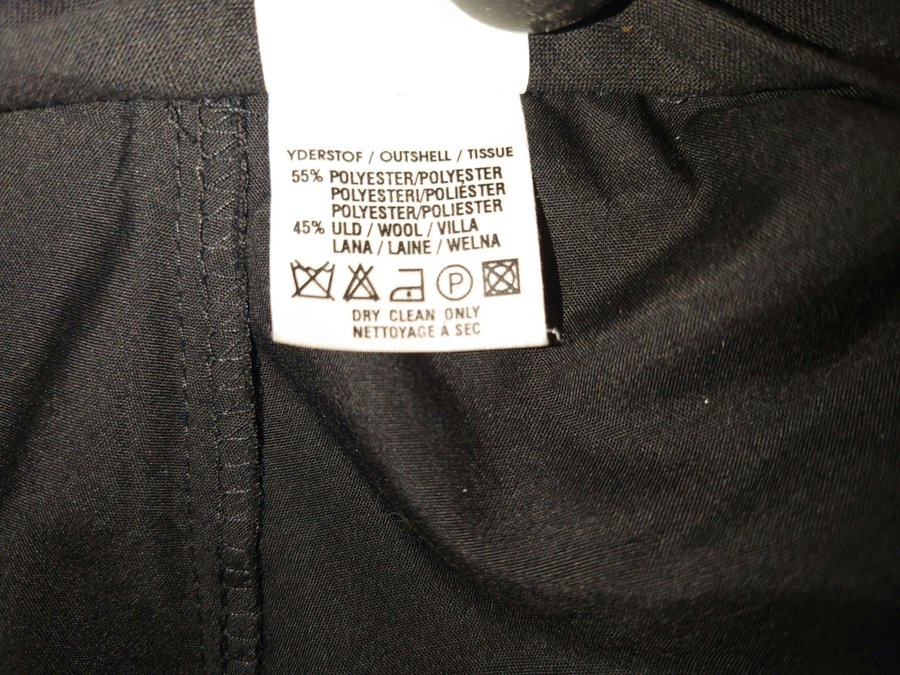 YDERSTOF / OUTSHELL / TISSUE
55% POLYESTER/POLYESTER
POLYESTERI/POLIÉSTER
POLYESTER/POLIESTER
45% ULD / WOOL / VILLA
LANA / LAINE / WELNA
P
DRY CLEAN ONLY
NETTOYAGE À SEC